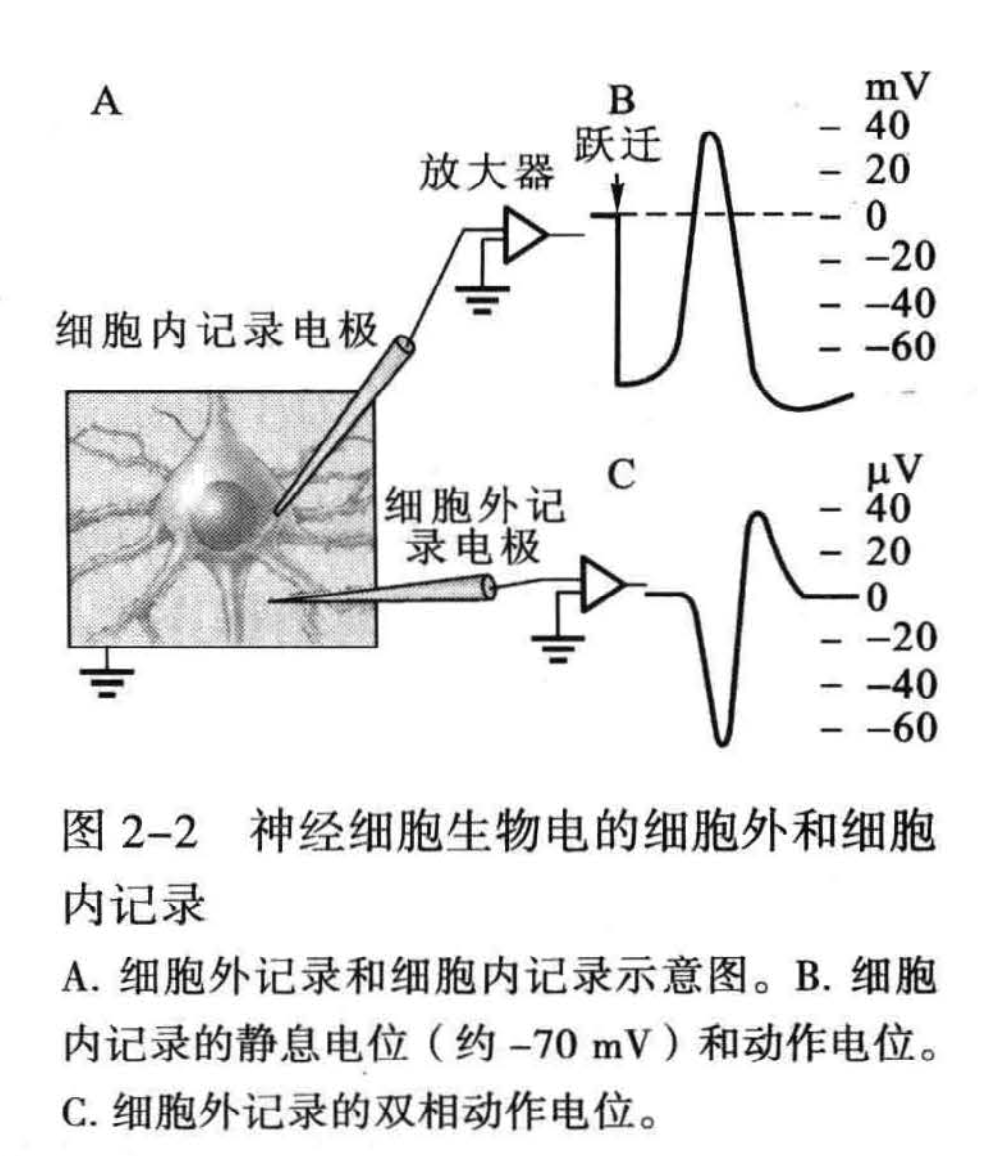 A
B
跃迁
mV
40
20
0
-20
-40
-60
放大器
细胞内记录电极
细胞外记
录电极
C
μV
40
20
0
-20
-40
-60
图 2-2 神经细胞生物电的细胞外和细胞
内记录
A. 细胞外记录和细胞内记录示意图。B. 细胞
内记录的静息电位（约 -70 mV）和动作电位。
C. 细胞外记录的双相动作电位。